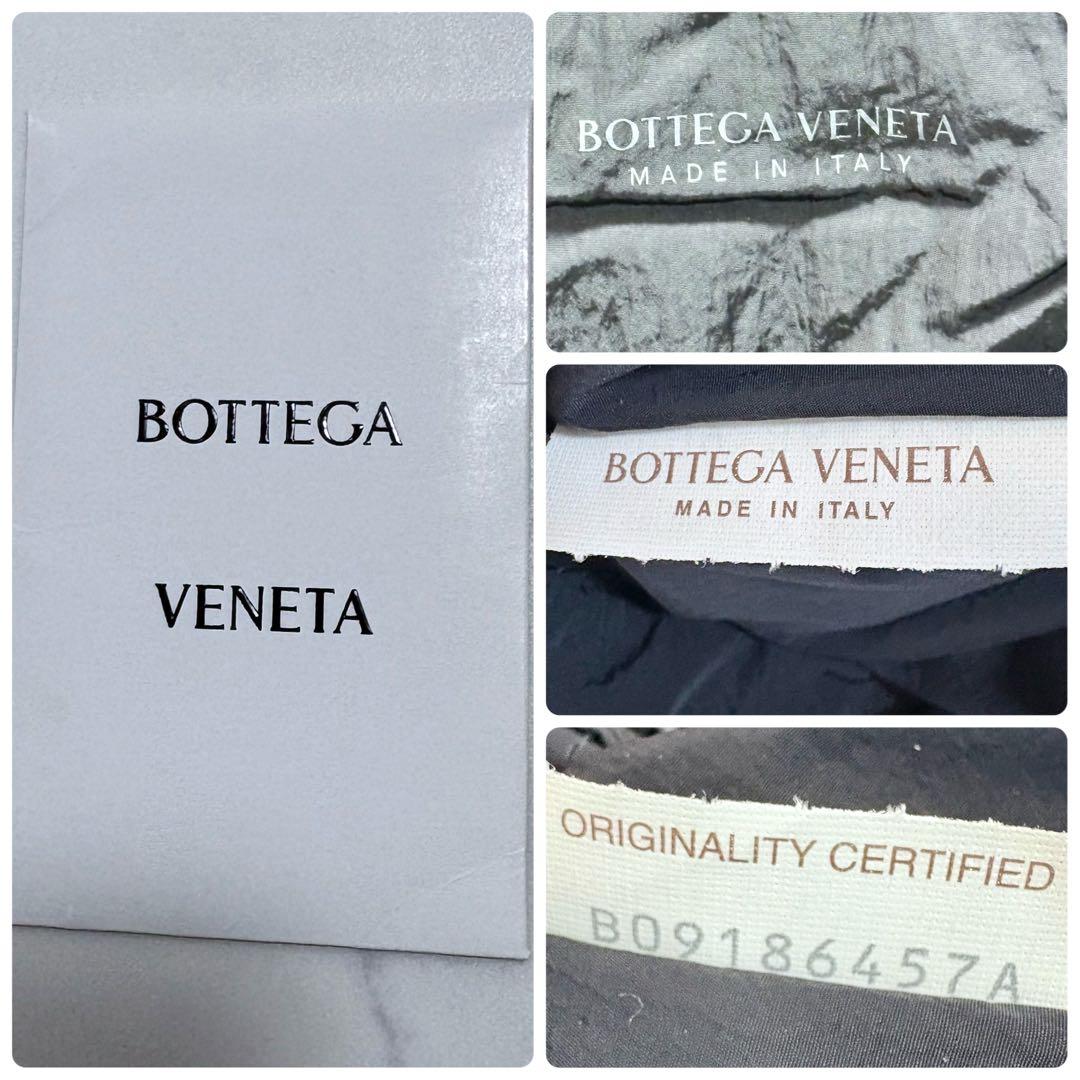 BOTTEGA
VENETA
BOTTEGA VENETA
MADE IN ITALY
BOTTEGA VENETA
MADE IN ITALY
ORIGINALITY CERTIFIED
B09186457A